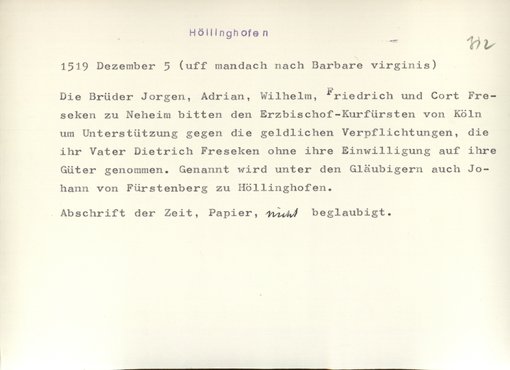 Höllinghofen
312
1519 Dezember 5 (uff mandach nach Barbare virginis)
Die Brüder Jorgen, Adrian, Wilhelm, Friedrich und Cort Fre-
seken zu Neheim bitten den Erzbischof-Kurfürsten von Köln
um Unterstützung gegen die geldlichen Verpflichtungen, die
ihr Vater Dietrich Freseken ohne ihre Einwilligung auf ihre
Güter genommen. Genannt wird unter den Gläubigern auch Jo-
hann von Fürstenberg zu Höllinghofen.
Abschrift der Zeit, Papier, nicht beglaubigt.